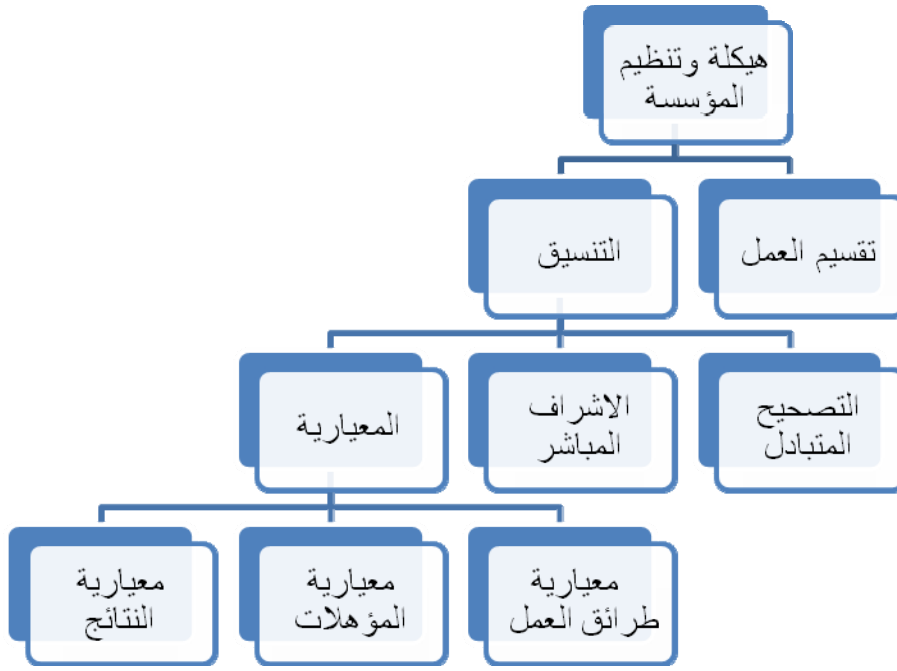 هيكلة وتنظيم
المؤسسة
تقسيم العمل
التنسيق
التصحيح
المتبادل
الاشراف
المباشر
المعيارية
معيارية
طرائق العمل
معيارية
المؤهلات
معيارية
النتائج